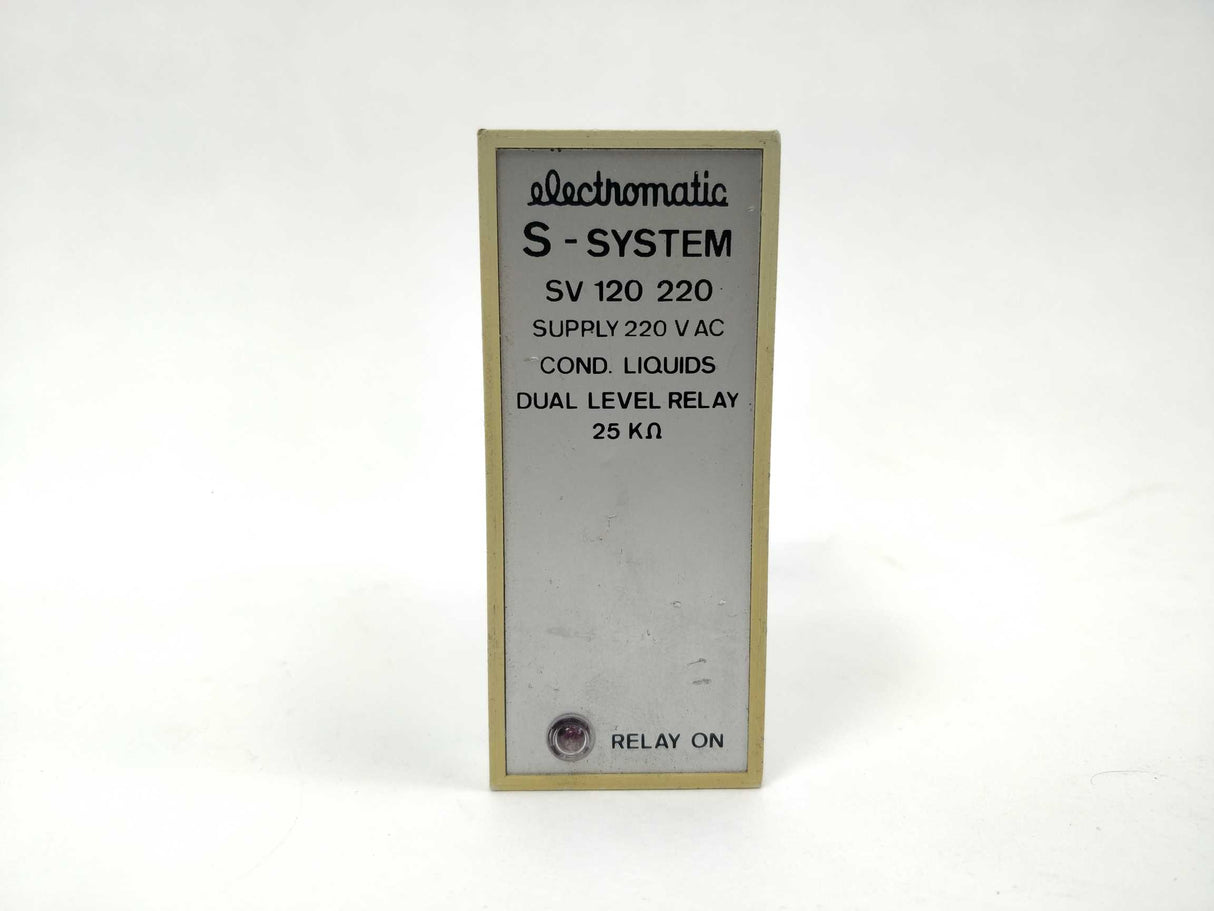 electromatic
S - SYSTEM
SV 120 220
SUPPLY 220 V AC
COND. LIQUIDS
DUAL LEVEL RELAY
25 KΩ
RELAY ON